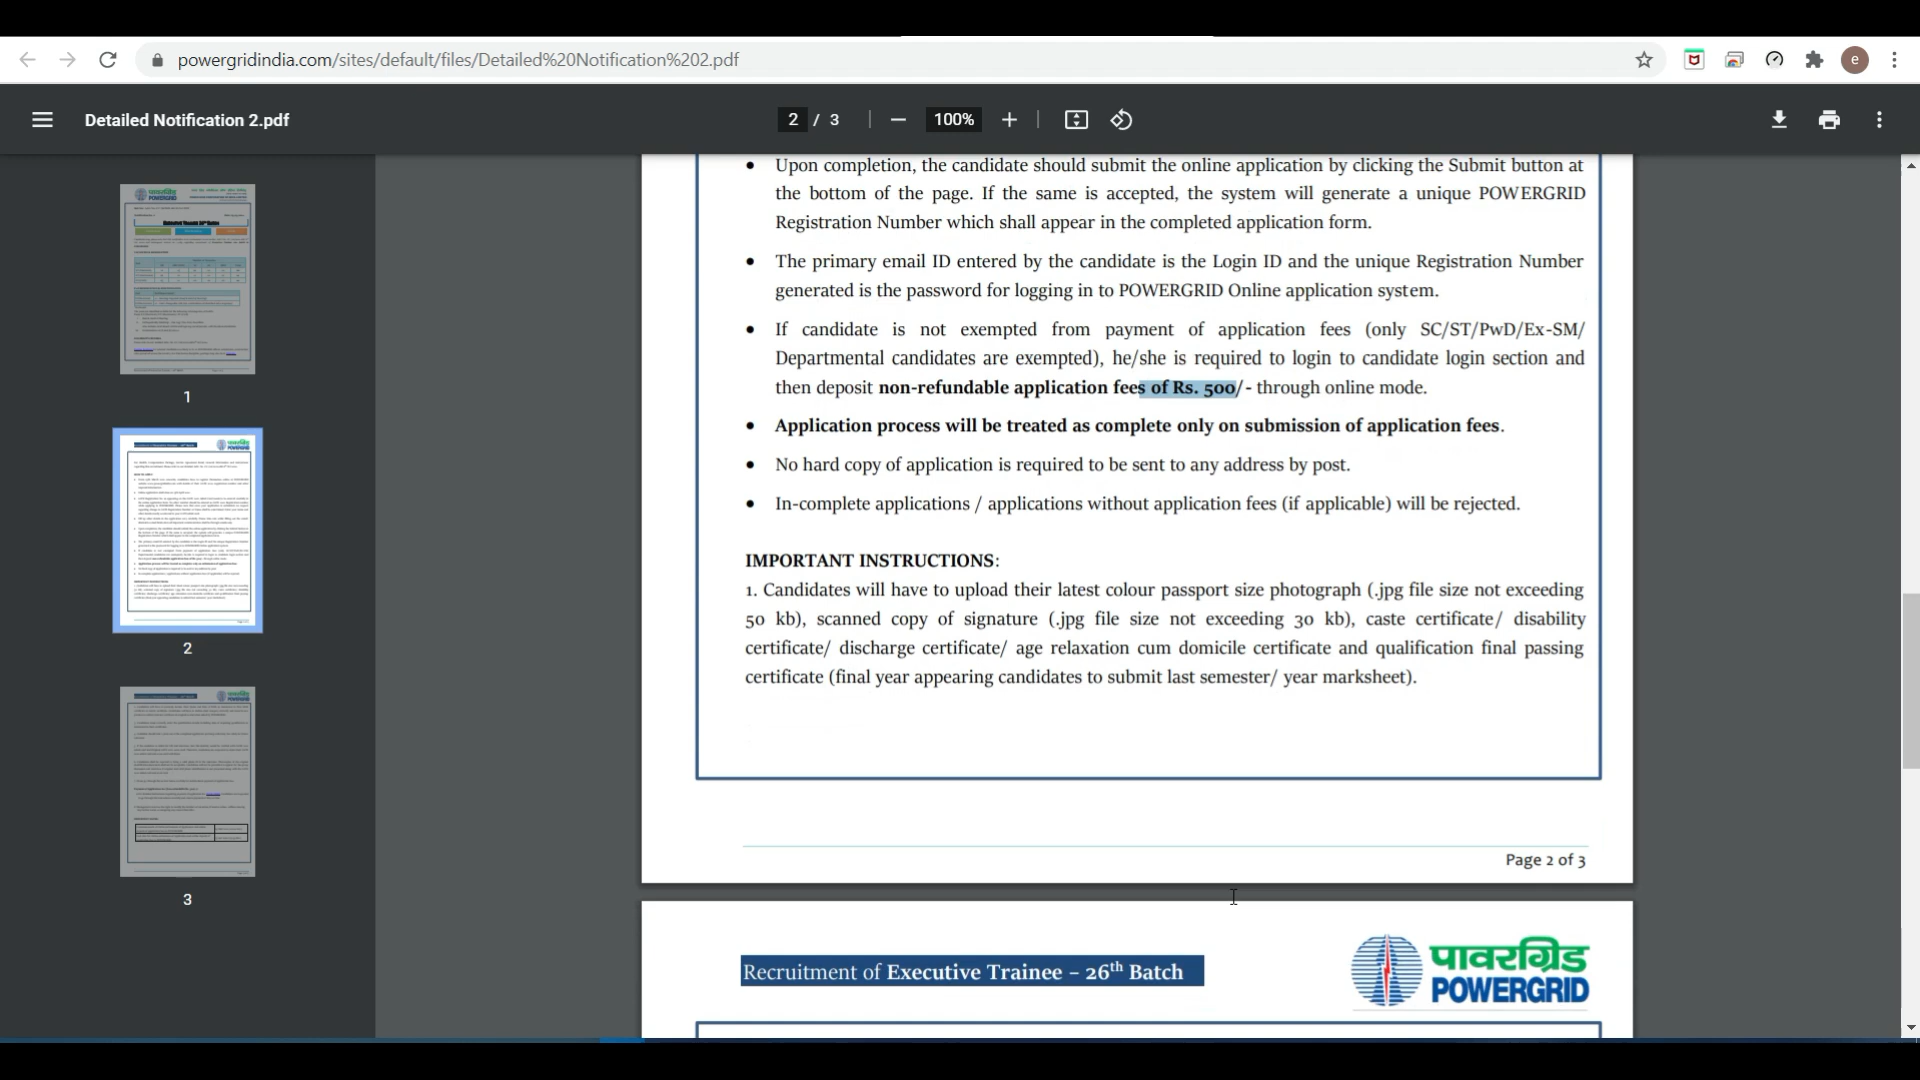 powergridindia.com/sites/default/files/Detailed%20Notification%202.pdf
e
Detailed Notification 2.pdf
2 / 3
100%
1
2
3
• Upon completion, the candidate should submit the online application by clicking the Submit button at
the bottom of the page. If the same is accepted, the system will generate a unique POWERGRID
Registration Number which shall appear in the completed application form.
• The primary email ID entered by the candidate is the Login ID and the unique Registration Number
generated is the password for logging in to POWERGRID Online application system.
• If candidate is not exempted from payment of application fees (only SC/ST/PwD/Ex-SM/
Departmental candidates are exempted), he/she is required to login to candidate login section and
then deposit non-refundable application fees of Rs. 500/- through online mode.
• Application process will be treated as complete only on submission of application fees.
• No hard copy of application is required to be sent to any address by post.
• In-complete applications / applications without application fees (if applicable) will be rejected.
IMPORTANT INSTRUCTIONS:
1. Candidates will have to upload their latest colour passport size photograph (.jpg file size not exceeding
50 kb), scanned copy of signature (.jpg file size not exceeding 30 kb), caste certificate/ disability
certificate/ discharge certificate/ age relaxation cum domicile certificate and qualification final passing
certificate (final year appearing candidates to submit last semester/ year marksheet).
Page 2 of 3
Recruitment of Executive Trainee – 26th Batch
पावरग्रिड
POWERGRID